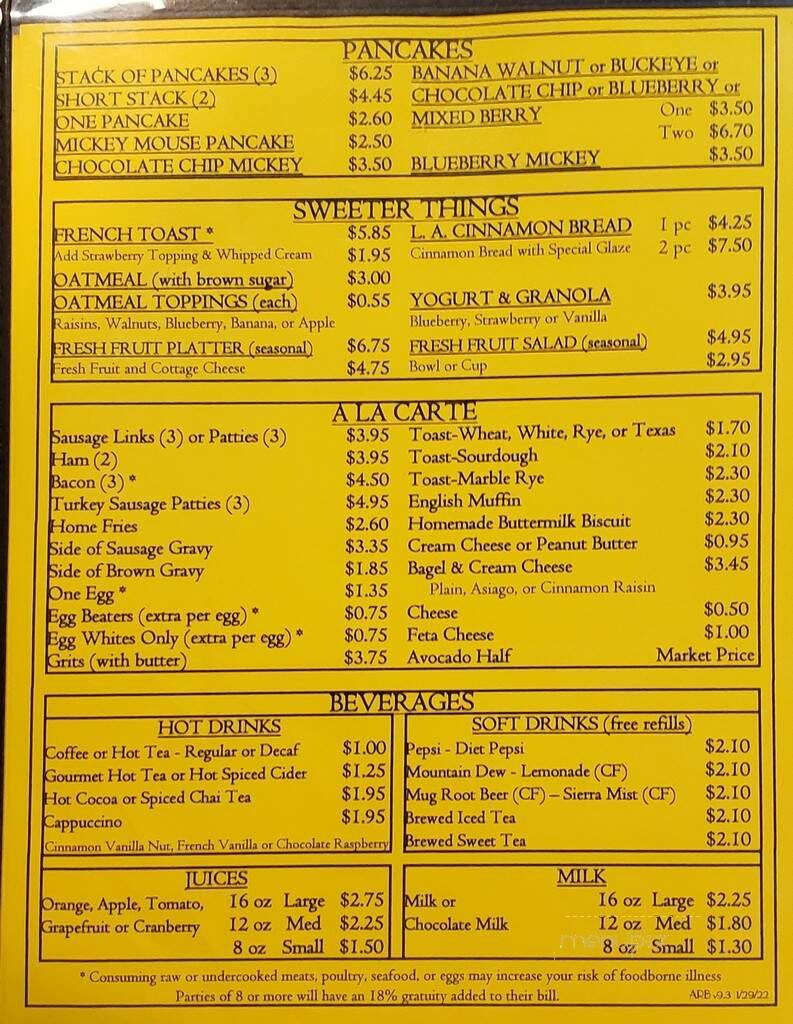 PANCAKES
STACK OF PANCAKES (3) $6.25
SHORT STACK (2) $4.45
ONE PANCAKE $2.60
MICKEY MOUSE PANCAKE $2.50
CHOCOLATE CHIP MICKEY $3.50
BANANA WALNUT or BUCKEYE or
CHOCOLATE CHIP or BLUEBERRY or
MIXED BERRY One $3.50
Two $6.70
BLUEBERRY MICKEY $3.50
SWEETER THINGS
FRENCH TOAST * $5.85
Add Strawberry Topping & Whipped Cream $1.95
OATMEAL (with brown sugar) $3.00
OATMEAL TOPPINGS (each) $0.55
Raisins, Walnuts, Blueberry, Banana, or Apple
FRESH FRUIT PLATTER (seasonal) $6.75
Fresh Fruit and Cottage Cheese $4.75
L. A. CINNAMON BREAD 1 pc $4.25
Cinnamon Bread with Special Glaze 2 pc $7.50
YOGURT & GRANOLA $3.95
Blueberry, Strawberry or Vanilla
FRESH FRUIT SALAD (seasonal) $4.95
Bowl or Cup $2.95
A LA CARTE
Sausage Links (3) or Patties (3) $3.95
Ham (2) $3.95
Bacon (3) * $4.50
Turkey Sausage Patties (3) $4.95
Home Fries $2.60
Side of Sausage Gravy $3.35
Side of Brown Gravy $1.85
One Egg * $1.35
Egg Beaters (extra per egg) * $0.75
Egg Whites Only (extra per egg) * $0.75
Grits (with butter) $3.75
Toast-Wheat, White, Rye, or Texas $1.70
Toast-Sourdough $2.10
Toast-Marble Rye $2.30
English Muffin $2.30
Homemade Buttermilk Biscuit $2.30
Cream Cheese or Peanut Butter $0.95
Bagel & Cream Cheese $3.45
Plain, Asiago, or Cinnamon Raisin
Cheese $0.50
Feta Cheese $1.00
Avocado Half Market Price
BEVERAGES
HOT DRINKS
Coffee or Hot Tea - Regular or Decaf $1.00
Gourmet Hot Tea or Hot Spiced Cider $1.25
Hot Cocoa or Spiced Chai Tea $1.95
Cappuccino $1.95
Cinnamon Vanilla Nut, French Vanilla or Chocolate Raspberry
SOFT DRINKS (free refills)
Pepsi - Diet Pepsi $2.10
Mountain Dew - Lemonade (CF) $2.10
Mug Root Beer (CF) – Sierra Mist (CF) $2.10
Brewed Iced Tea $2.10
Brewed Sweet Tea $2.10
JUICES
Orange, Apple, Tomato, 16 oz Large $2.75
Grapefruit or Cranberry 12 oz Med $2.25
8 oz Small $1.50
MILK
Milk or 16 oz Large $2.25
Chocolate Milk 12 oz Med $1.80
8 oz Small $1.30
* Consuming raw or undercooked meats, poultry, seafood, or eggs may increase your risk of foodborne illness
Parties of 8 or more will have an 18% gratuity added to their bill. ARB v9.3 1/29/22